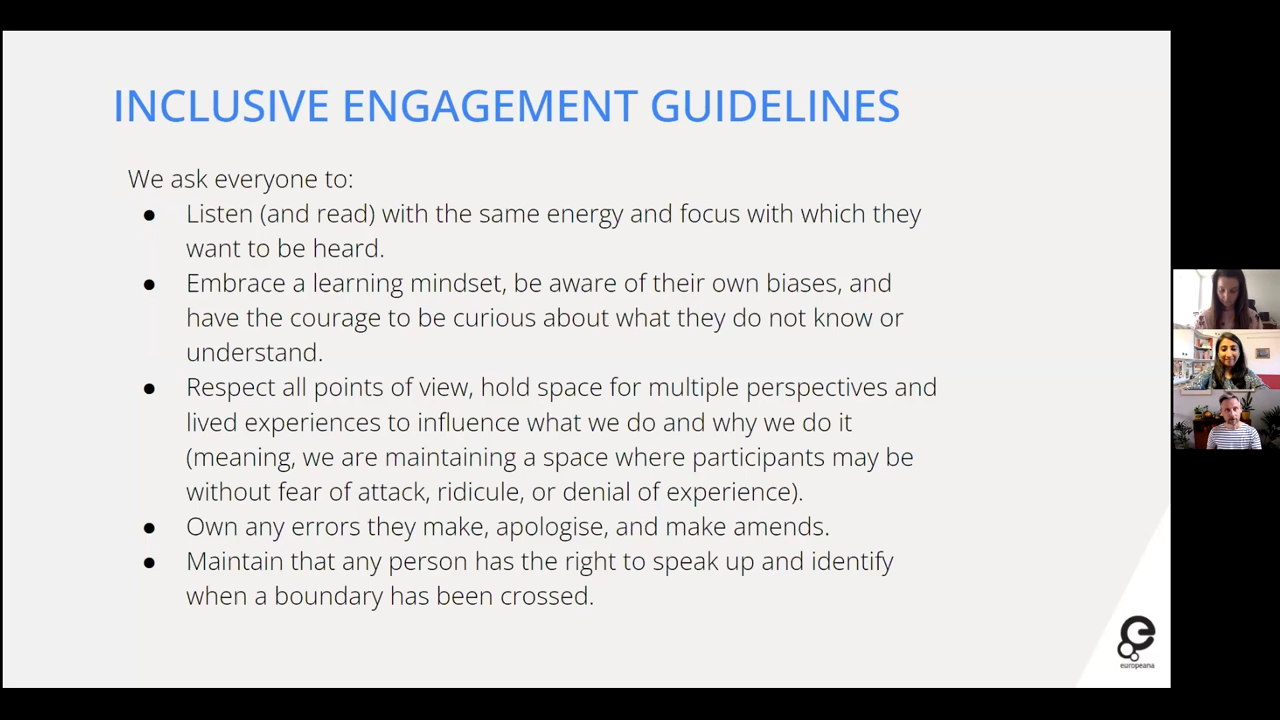 INCLUSIVE ENGAGEMENT GUIDELINES
We ask everyone to:
● Listen (and read) with the same energy and focus with which they
want to be heard.
● Embrace a learning mindset, be aware of their own biases, and
have the courage to be curious about what they do not know or
understand.
● Respect all points of view, hold space for multiple perspectives and
lived experiences to influence what we do and why we do it
(meaning, we are maintaining a space where participants may be
without fear of attack, ridicule, or denial of experience).
● Own any errors they make, apologise, and make amends.
● Maintain that any person has the right to speak up and identify
when a boundary has been crossed.
europeana